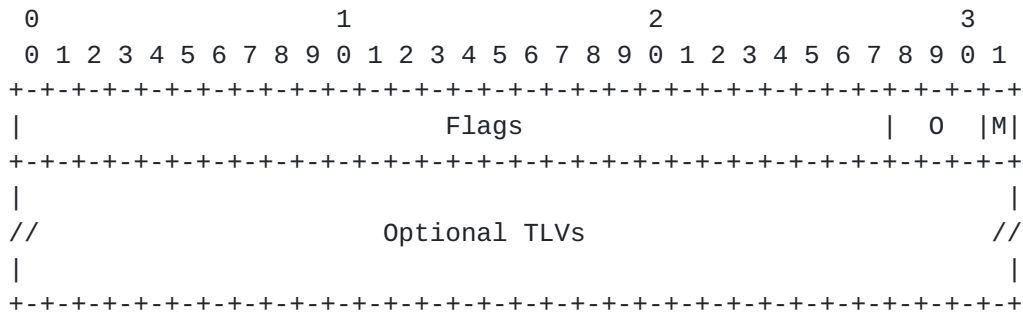 0                   1                   2                   3
 0 1 2 3 4 5 6 7 8 9 0 1 2 3 4 5 6 7 8 9 0 1 2 3 4 5 6 7 8 9 0 1
+-+-+-+-+-+-+-+-+-+-+-+-+-+-+-+-+-+-+-+-+-+-+-+-+-+-+-+-+-+-+-+-+
|                           Flags                       |  O  |M|
+-+-+-+-+-+-+-+-+-+-+-+-+-+-+-+-+-+-+-+-+-+-+-+-+-+-+-+-+-+-+-+-+
|                                                               |
//                      Optional TLVs                          //
|                                                               |
+-+-+-+-+-+-+-+-+-+-+-+-+-+-+-+-+-+-+-+-+-+-+-+-+-+-+-+-+-+-+-+-+